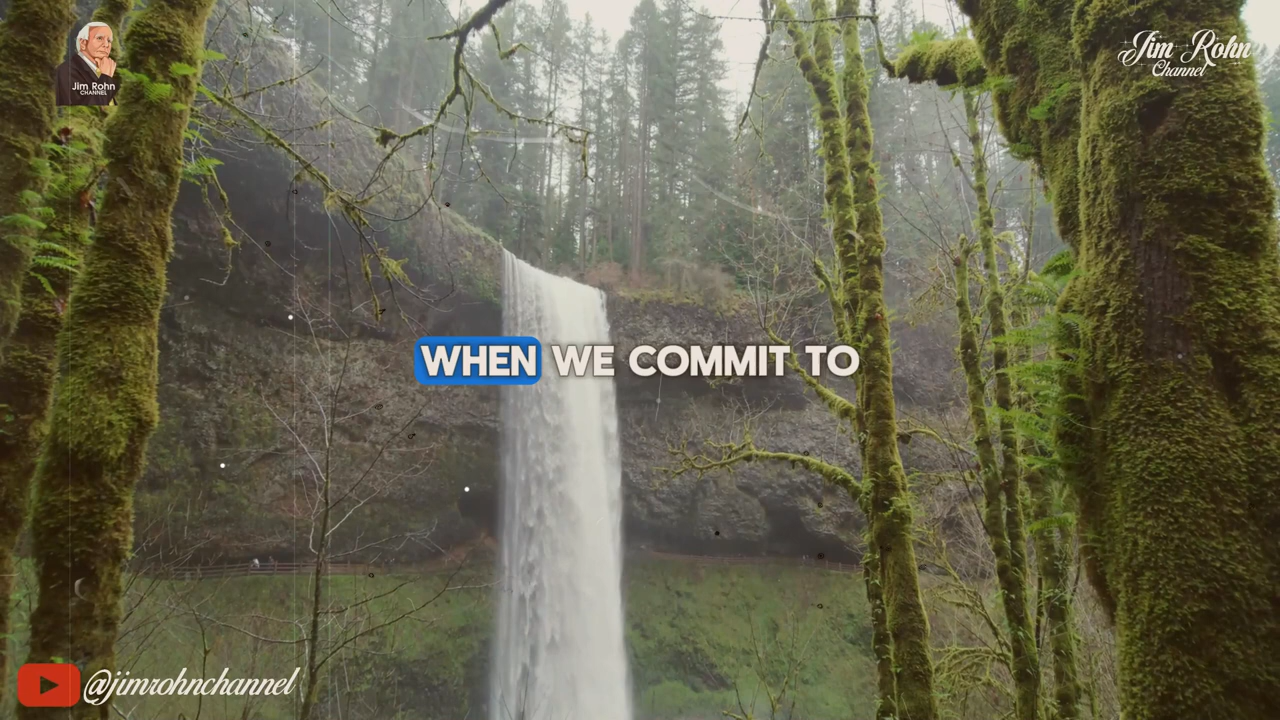 Jim Rohn
CHANNEL
Jim Rohn
Channel
WHEN WE COMMIT TO
@jimrohnchannel